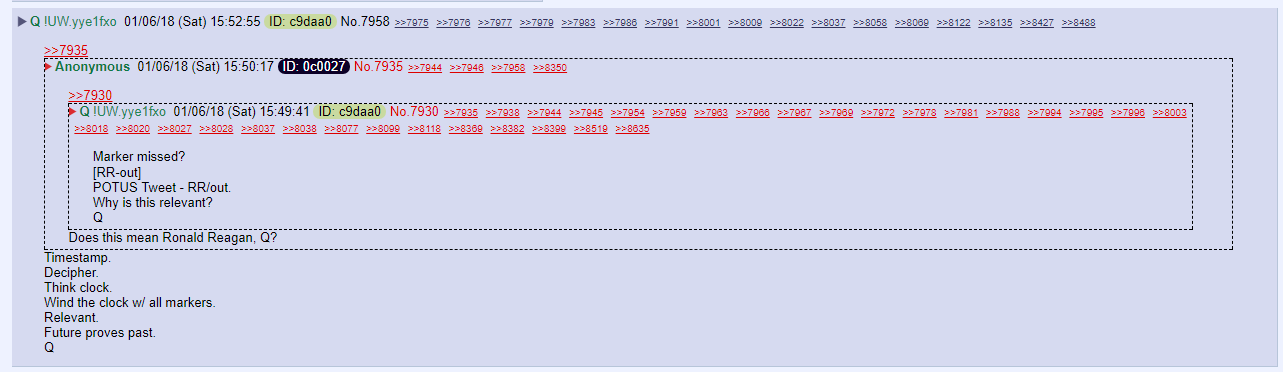 ▶Q !UW.yye1fxo 01/06/18 (Sat) 15:52:55 ID: c9daa0 No.7958 >>7975 >>7976 >>7977 >>7979 >>7983 >>7986 >>7991 >>8001 >>8009 >>8022 >>8037 >>8058 >>8069 >>8122 >>8135 >>8427 >>8488
>>7935
▶Anonymous 01/06/18 (Sat) 15:50:17 ID: 0c0027 No.7935 >>7944 >>7946 >>7958 >>8350
>>7930
▶Q !UW.yye1fxo 01/06/18 (Sat) 15:49:41 ID: c9daa0 No.7930 >>7935 >>7938 >>7944 >>7945 >>7954 >>7959 >>7963 >>7966 >>7967 >>7969 >>7972 >>7978 >>7981 >>7988 >>7994 >>7995 >>7996 >>8003
>>8018 >>8020 >>8027 >>8028 >>8037 >>8038 >>8077 >>8099 >>8118 >>8369 >>8382 >>8399 >>8519 >>8635
Marker missed?
[RR-out]
POTUS Tweet - RR/out.
Why is this relevant?
Q
Does this mean Ronald Reagan, Q?
Timestamp.
Decipher.
Think clock.
Wind the clock w/ all markers.
Relevant.
Future proves past.
Q